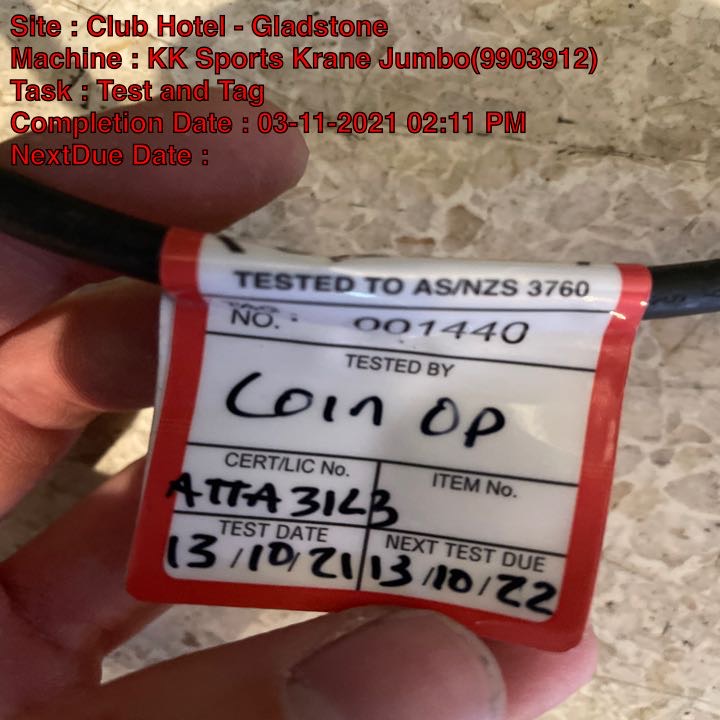 Site : Club Hotel - Gladstone
Machine : KK Sports Krane Jumbo(9903912)
Task : Test and Tag
Completion Date : 03-11-2021 02:11 PM
NextDue Date :
TESTED TO AS/NZS 3760
TAG NO. : 001440
TESTED BY
Coin OP
CERT/LIC No. ITEM No.
ATTA31L3
TEST DATE NEXT TEST DUE
13/10/21 13/10/22